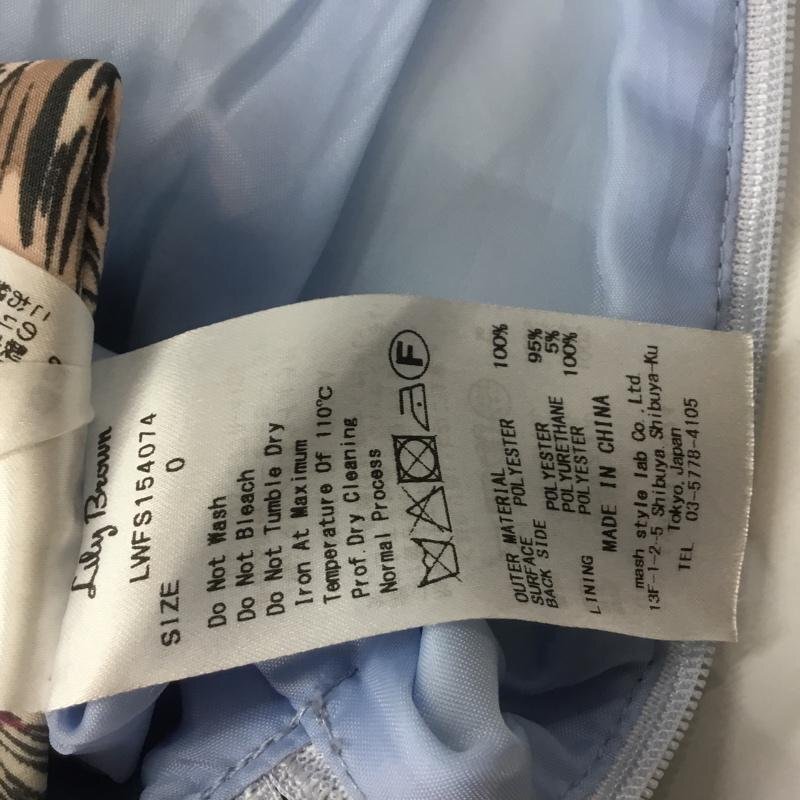 Lily Brown
LWFS154074
SIZE 0
Do Not Wash
Do Not Bleach
Do Not Tumble Dry
Iron At Maximum
Temperature Of 110℃
Prof.Dry Cleaning
Normal Process
F
OUTER MATERIAL
SURFACE POLYESTER 100%
BACK SIDE POLYESTER 95%
POLYURETHANE 5%
LINING POLYESTER 100%
MADE IN CHINA
mash style lab Co.,Ltd.
13F-1-2-5 Shibuya.Shibuya-Ku
Tokyo.Japan
TEL 03-5778-4105